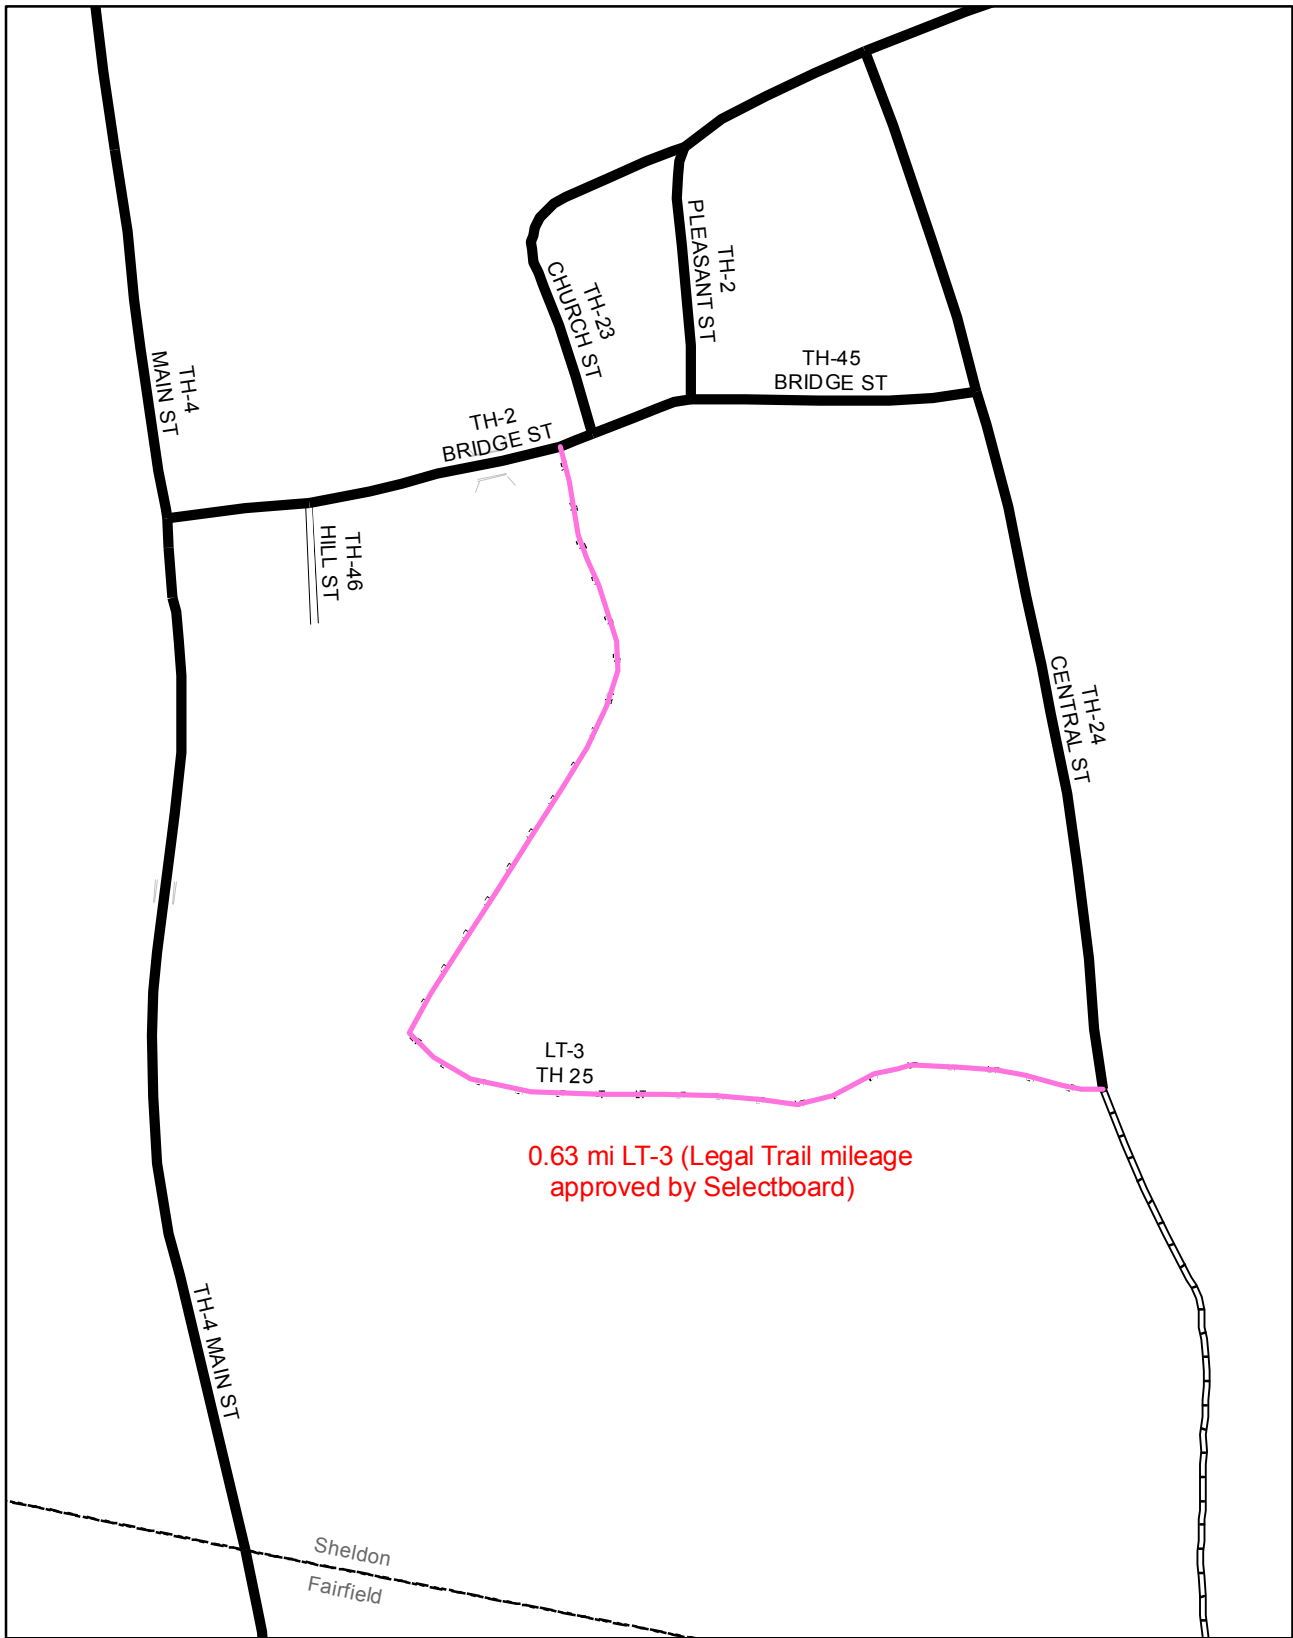 TH-2
PLEASANT ST
TH-23
CHURCH ST
TH-4
MAIN ST
TH-45
BRIDGE ST
TH-2
BRIDGE ST
TH-46
HILL ST
TH-24
CENTRAL ST
LT-3
TH 25
0.63 mi LT-3 (Legal Trail mileage
approved by Selectboard)
TH-4 MAIN ST
Sheldon
Fairfield